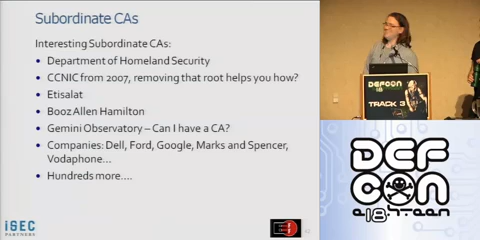 Subordinate CAs
Interesting Subordinate CAs:
Department of Homeland Security
CCNIC from 2007, removing that root helps you how?
Etisalat
Booz Allen Hamilton
Gemini Observatory – Can I have a CA?
Companies: Dell, Ford, Google, Marks and Spencer,
Vodaphone…
Hundreds more….
iSEC
PARTNERS
DEFCON
TRACK 3
DEF
CON
e18hteen